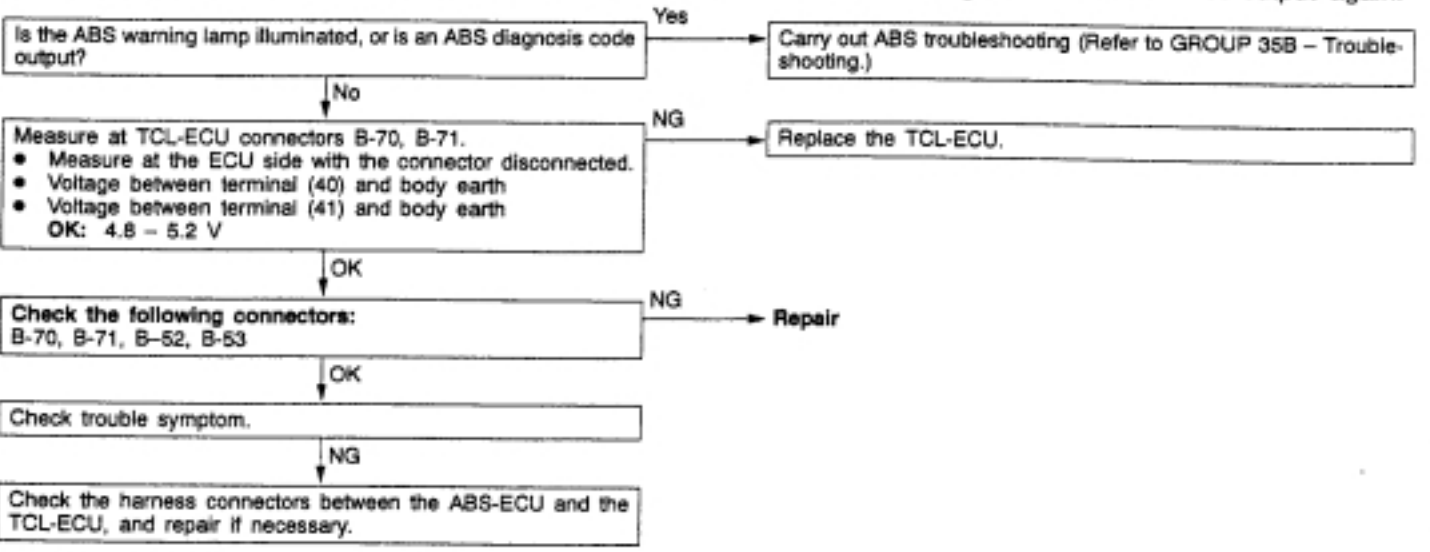 Yes
Is the ABS warning lamp illuminated, or is an ABS diagnosis code
output?
Carry out ABS troubleshooting (Refer to GROUP 35B – Trouble-
shooting.)
No
Measure at TCL-ECU connectors B-70, B-71.
● Measure at the ECU side with the connector disconnected.
● Voltage between terminal (40) and body earth
● Voltage between terminal (41) and body earth
OK: 4.8 – 5.2 V
NG
Replace the TCL-ECU.
OK
Check the following connectors:
B-70, B-71, B–52, B-53
NG
Repair
OK
Check trouble symptom.
NG
Check the harness connectors between the ABS-ECU and the
TCL-ECU, and repair if necessary.